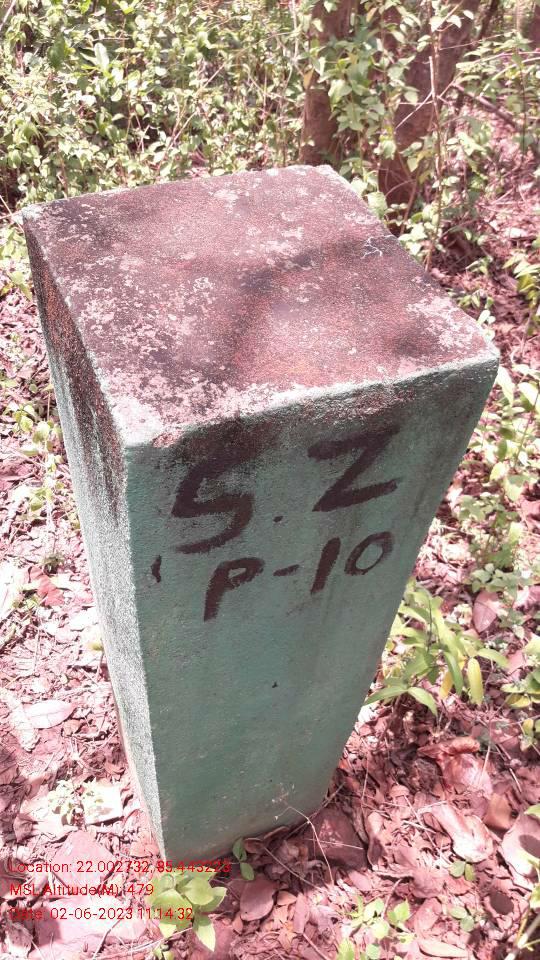 S.Z
P-10
Location: 22.002732, 85.443223
MSL Altitude(M): 479
Date: 02-06-2023 11:14:32